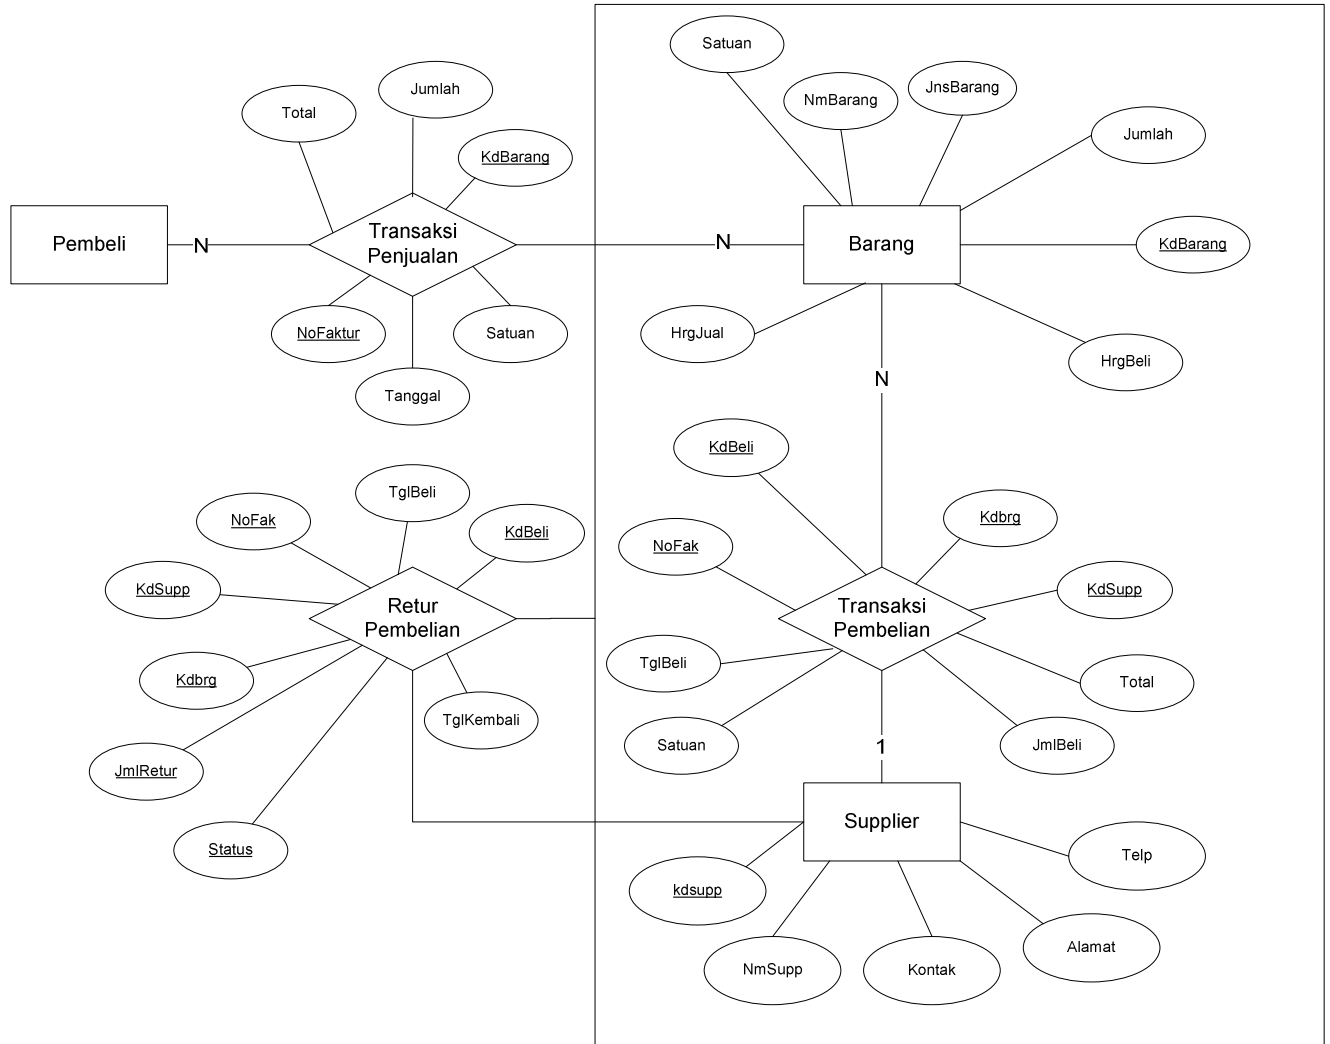 Satuan
NmBarang
JnsBarang
Jumlah
KdBarang
Barang
HrgJual
HrgBeli
N
Jumlah
Total
KdBarang
Pembeli
N
Transaksi
Penjualan
N
NoFaktur
Satuan
Tanggal
TglBeli
NoFak
KdBeli
KdSupp
Retur
Pembelian
Kdbrg
TglKembali
JmlRetur
Status
KdBeli
Kdbrg
NoFak
KdSupp
Transaksi
Pembelian
TglBeli
Total
Satuan
JmlBeli
1
Supplier
Telp
kdsupp
Alamat
NmSupp
Kontak